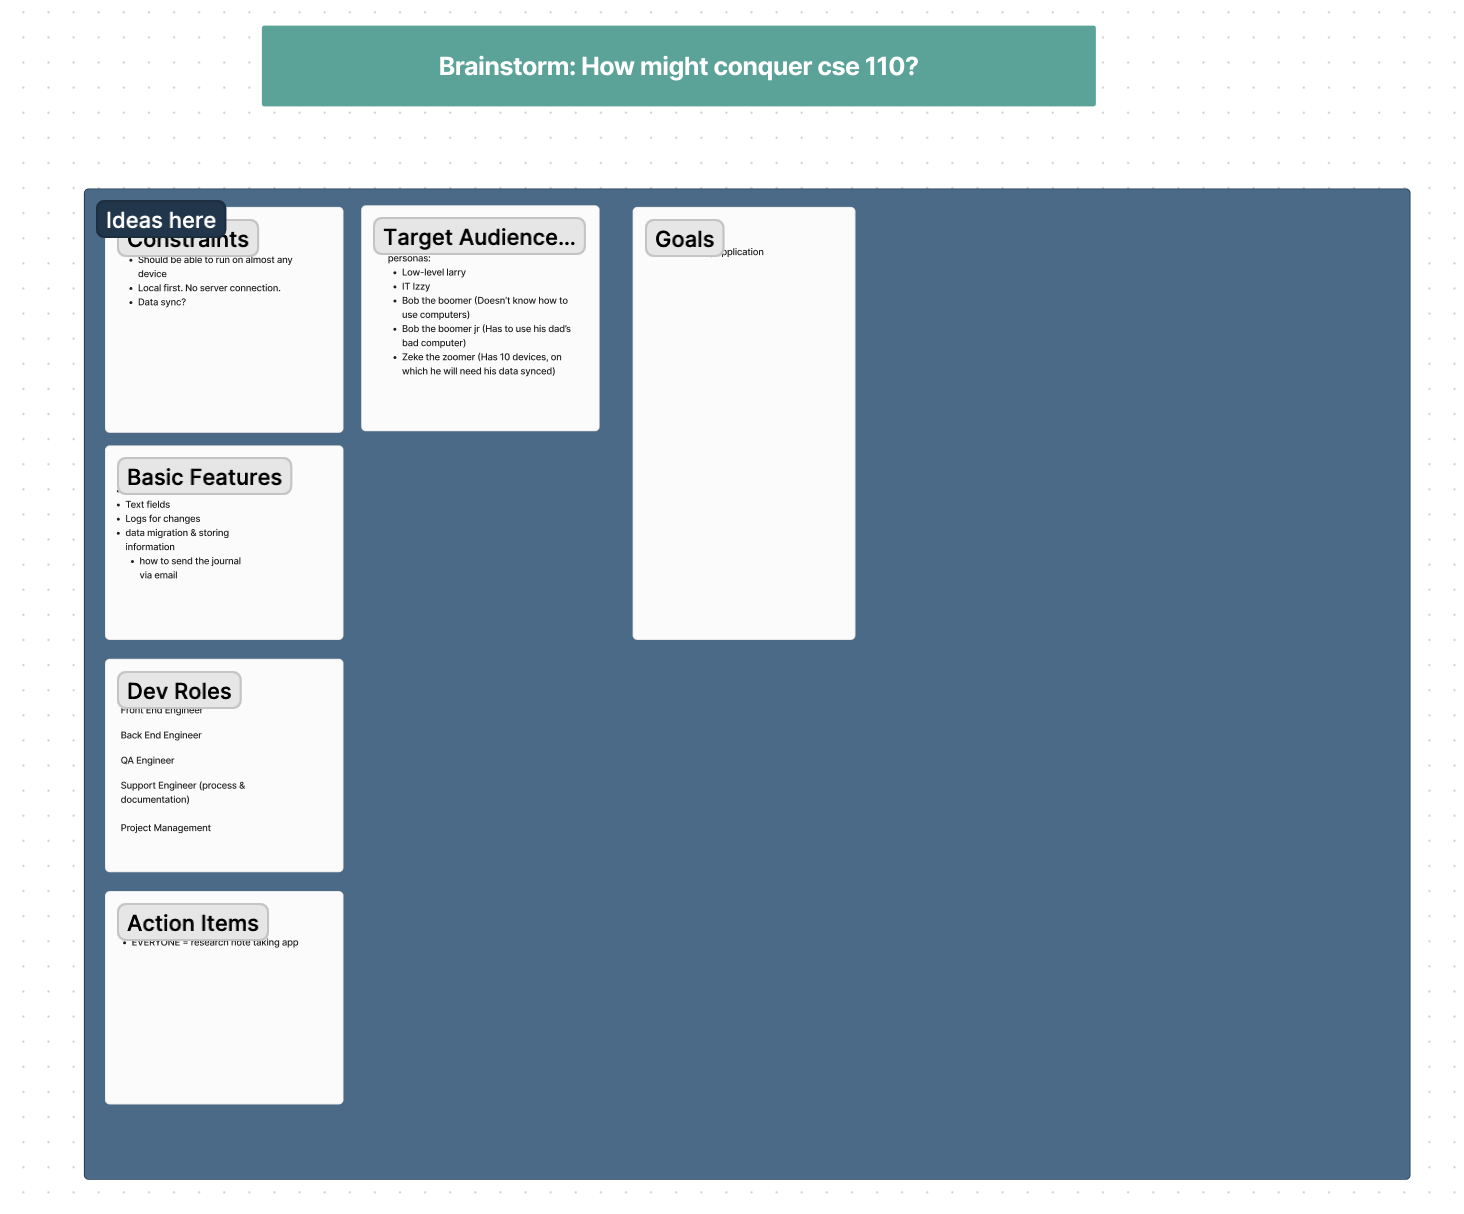 Brainstorm: How might conquer cse 110?
Ideas here
Constraints
• Should be able to run on almost any
device
• Local first. No server connection.
• Data sync?
Target Audience...
personas:
• Low-level larry
• IT Izzy
• Bob the boomer (Doesn't know how to
use computers)
• Bob the boomer jr (Has to use his dad's
bad computer)
• Zeke the zoomer (Has 10 devices, on
which he will need his data synced)
Goals
pplication
Basic Features
• Text fields
• Logs for changes
• data migration & storing
information
• how to send the journal
via email
Dev Roles
Front End Engineer
Back End Engineer
QA Engineer
Support Engineer (process &
documentation)
Project Management
Action Items
• EVERYONE = research note taking app